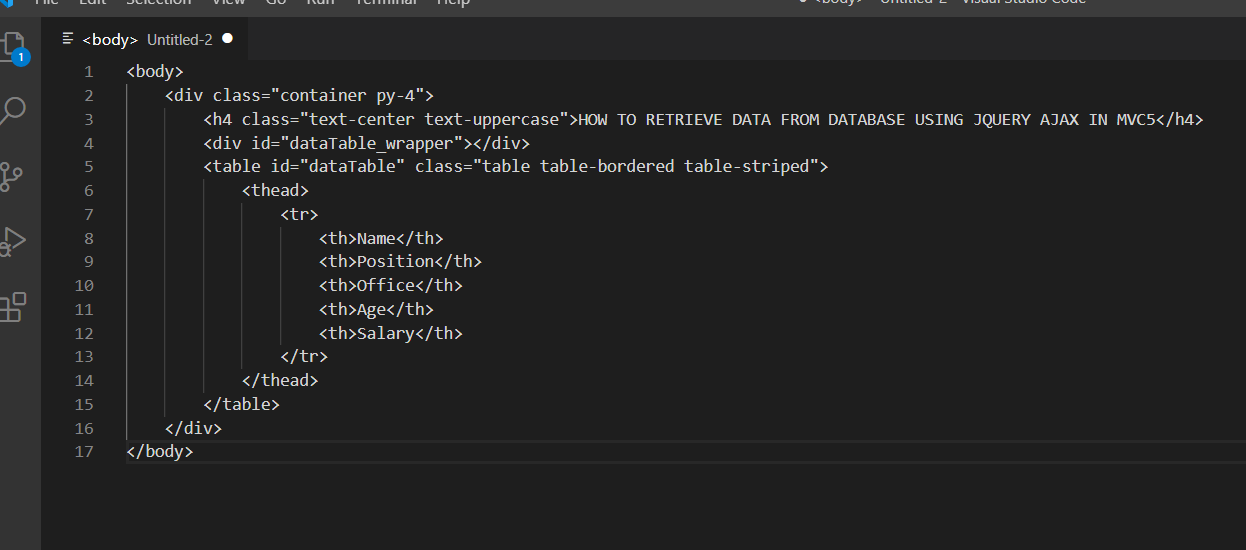 File Edit Selection View Go Run Terminal Help <body> Untitled-2 Visual Studio Code
<body> Untitled-2
1
1 <body>
2 <div class="container py-4">
3 <h4 class="text-center text-uppercase">HOW TO RETRIEVE DATA FROM DATABASE USING JQUERY AJAX IN MVC5</h4>
4 <div id="dataTable_wrapper"></div>
5 <table id="dataTable" class="table table-bordered table-striped">
6 <thead>
7 <tr>
8 <th>Name</th>
9 <th>Position</th>
10 <th>Office</th>
11 <th>Age</th>
12 <th>Salary</th>
13 </tr>
14 </thead>
15 </table>
16 </div>
17 </body>